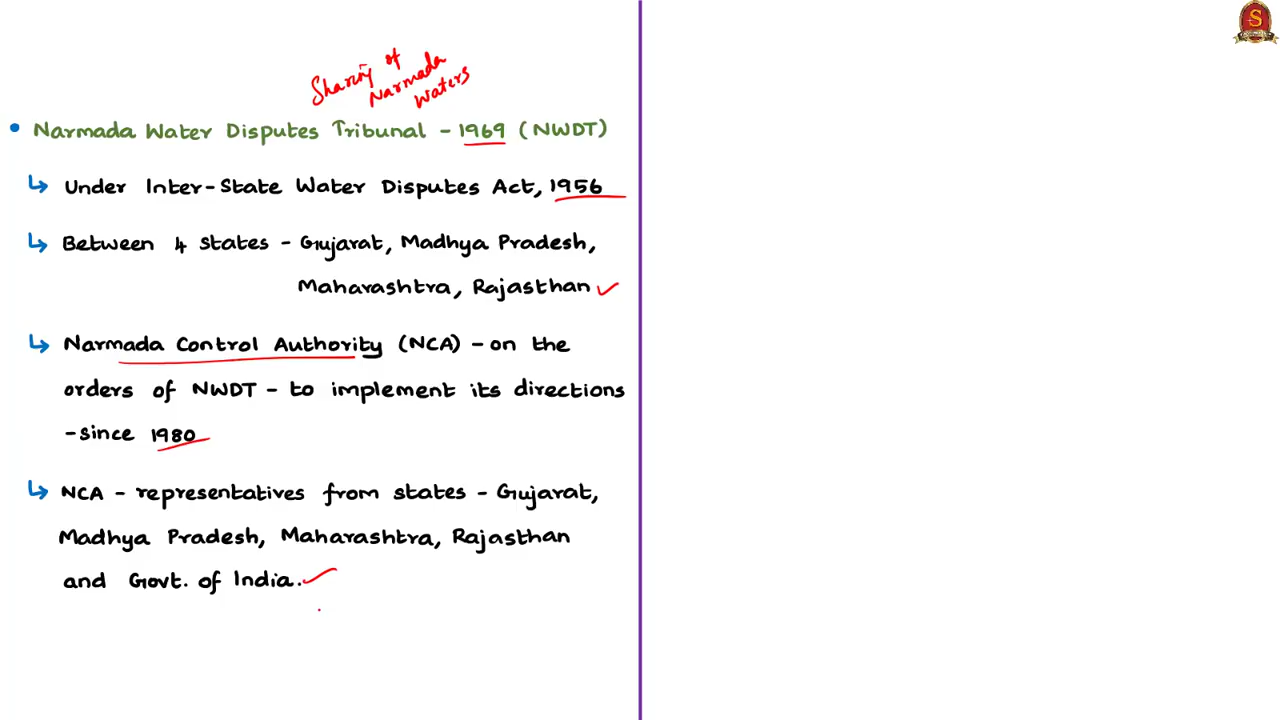 Sharing of
Narmada
Waters
• Narmada Water Disputes Tribunal - 1969 (NWDT)
↳ Under Inter-State Water Disputes Act, 1956
↳ Between 4 states - Gujarat, Madhya Pradesh,
Maharashtra, Rajasthan
↳ Narmada Control Authority (NCA) - on the
orders of NWDT - to implement its directions
- since 1980
↳ NCA - representatives from states - Gujarat,
Madhya Pradesh, Maharashtra, Rajasthan
and Govt. of India.
S